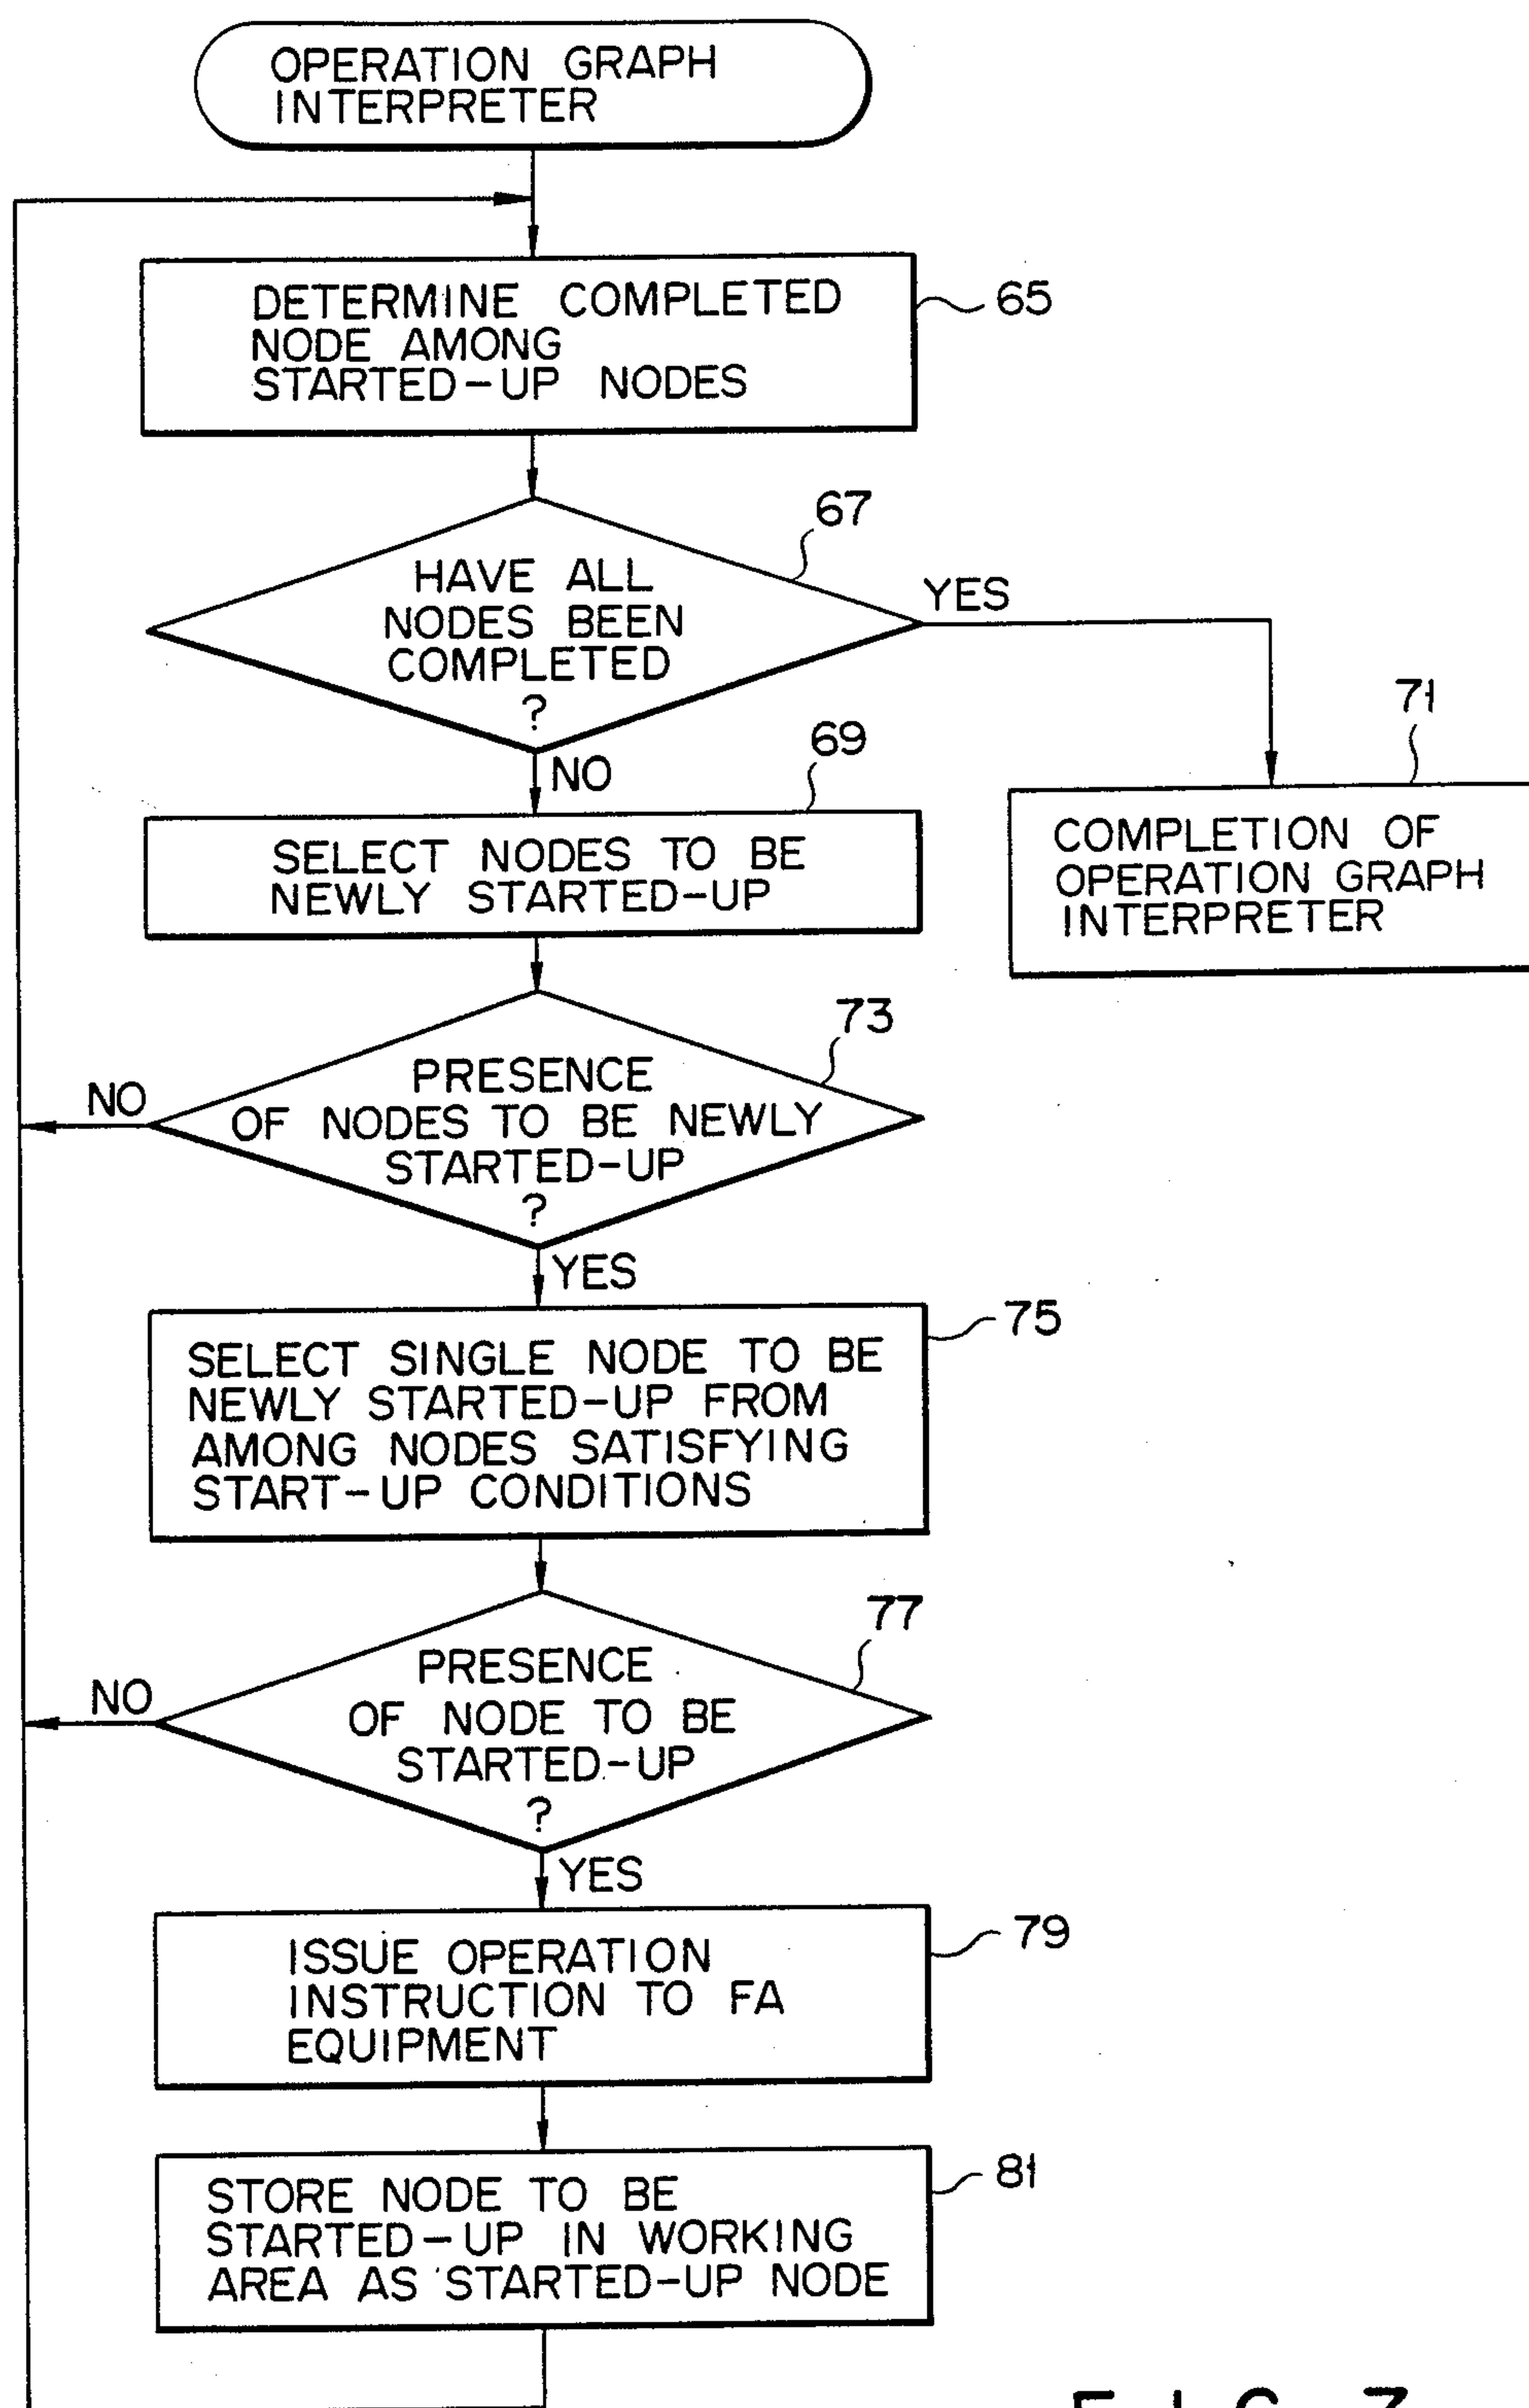 OPERATION GRAPH
INTERPRETER
DETERMINE COMPLETED
NODE AMONG
STARTED-UP NODES
65
67
HAVE ALL
NODES BEEN
COMPLETED
?
YES
NO
69
71
SELECT NODES TO BE
NEWLY STARTED-UP
COMPLETION OF
OPERATION GRAPH
INTERPRETER
73
PRESENCE
OF NODES TO BE NEWLY
STARTED-UP
?
NO
YES
75
SELECT SINGLE NODE TO BE
NEWLY STARTED-UP FROM
AMONG NODES SATISFYING
START-UP CONDITIONS
77
PRESENCE
OF NODE TO BE
STARTED-UP
?
NO
YES
79
ISSUE OPERATION
INSTRUCTION TO FA
EQUIPMENT
81
STORE NODE TO BE
STARTED-UP IN WORKING
AREA AS STARTED-UP NODE